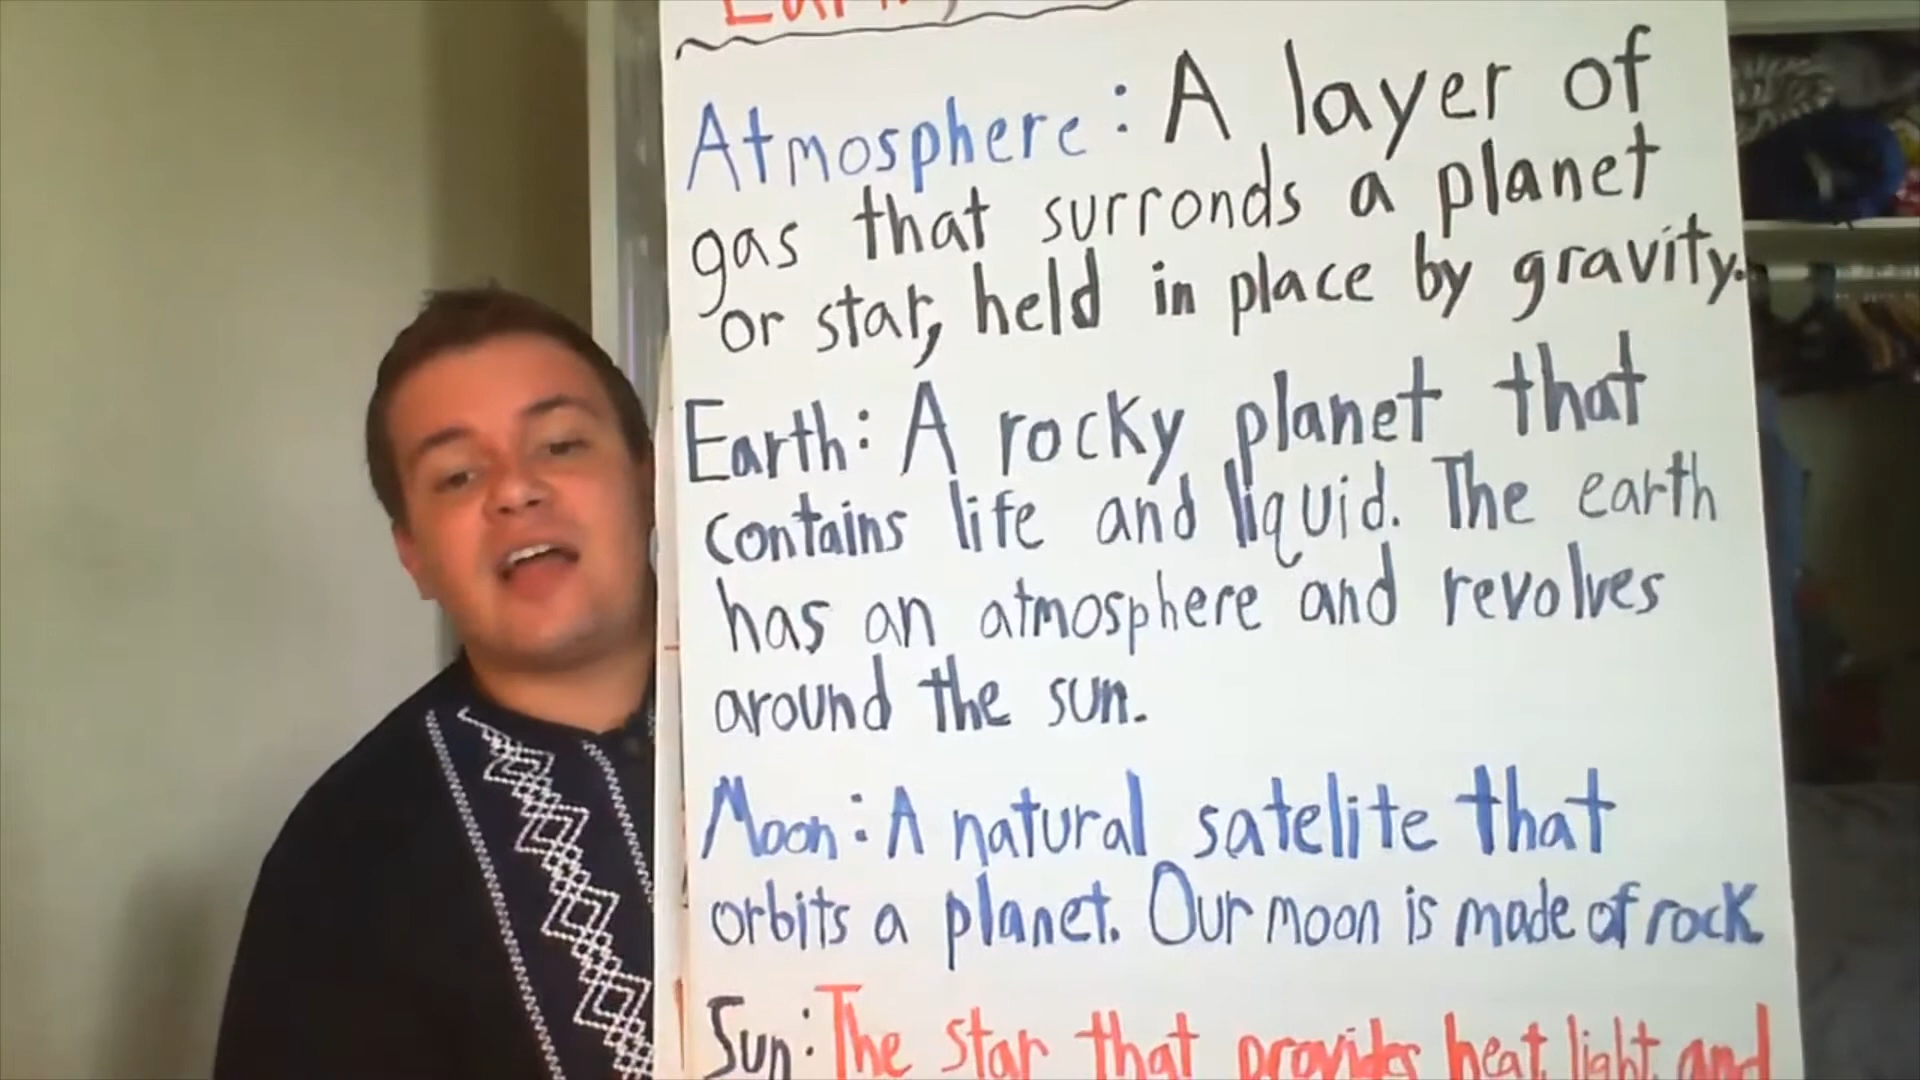 Atmosphere: A layer of
gas that surronds a planet
or star, held in place by gravity.
Earth: A rocky planet that
contains life and liquid. The earth
has an atmosphere and revolves
around the sun.
Moon: A natural satelite that
orbits a planet. Our moon is made of rock
Sun: The star that provides heat, light, and